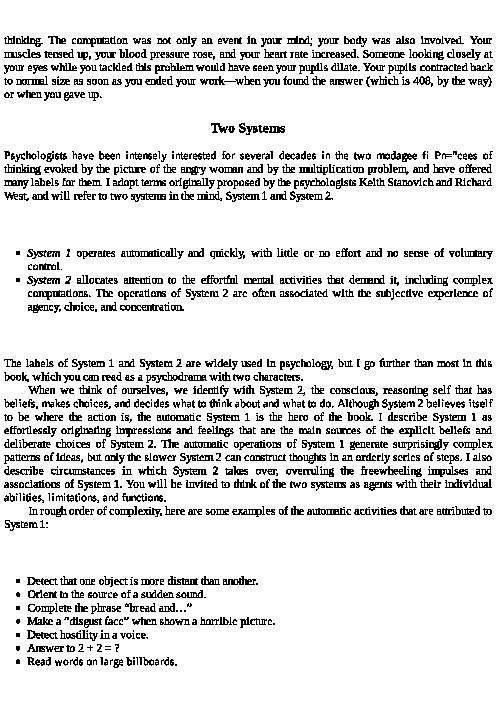 thinking. The computation was not only an event in your mind; your body was also involved. Your
muscles tensed up, your blood pressure rose, and your heart rate increased. Someone looking closely at
your eyes while you tackled this problem would have seen your pupils dilate. Your pupils contracted back
to normal size as soon as you ended your work—when you found the answer (which is 408, by the way)
or when you gave up.
Two Systems
Psychologists have been intensely interested for several decades in the two modagee fi Pn="cees of
thinking evoked by the picture of the angry woman and by the multiplication problem, and have offered
many labels for them. I adopt terms originally proposed by the psychologists Keith Stanovich and Richard
West, and will refer to two systems in the mind, System 1 and System 2.
• System 1 operates automatically and quickly, with little or no effort and no sense of voluntary
control.
• System 2 allocates attention to the effortful mental activities that demand it, including complex
computations. The operations of System 2 are often associated with the subjective experience of
agency, choice, and concentration.
The labels of System 1 and System 2 are widely used in psychology, but I go further than most in this
book, which you can read as a psychodrama with two characters.
When we think of ourselves, we identify with System 2, the conscious, reasoning self that has
beliefs, makes choices, and decides what to think about and what to do. Although System 2 believes itself
to be where the action is, the automatic System 1 is the hero of the book. I describe System 1 as
effortlessly originating impressions and feelings that are the main sources of the explicit beliefs and
deliberate choices of System 2. The automatic operations of System 1 generate surprisingly complex
patterns of ideas, but only the slower System 2 can construct thoughts in an orderly series of steps. I also
describe circumstances in which System 2 takes over, overruling the freewheeling impulses and
associations of System 1. You will be invited to think of the two systems as agents with their individual
abilities, limitations, and functions.
In rough order of complexity, here are some examples of the automatic activities that are attributed to
System 1:
• Detect that one object is more distant than another.
• Orient to the source of a sudden sound.
• Complete the phrase “bread and…”
• Make a “disgust face” when shown a horrible picture.
• Detect hostility in a voice.
• Answer to 2 + 2 = ?
• Read words on large billboards.